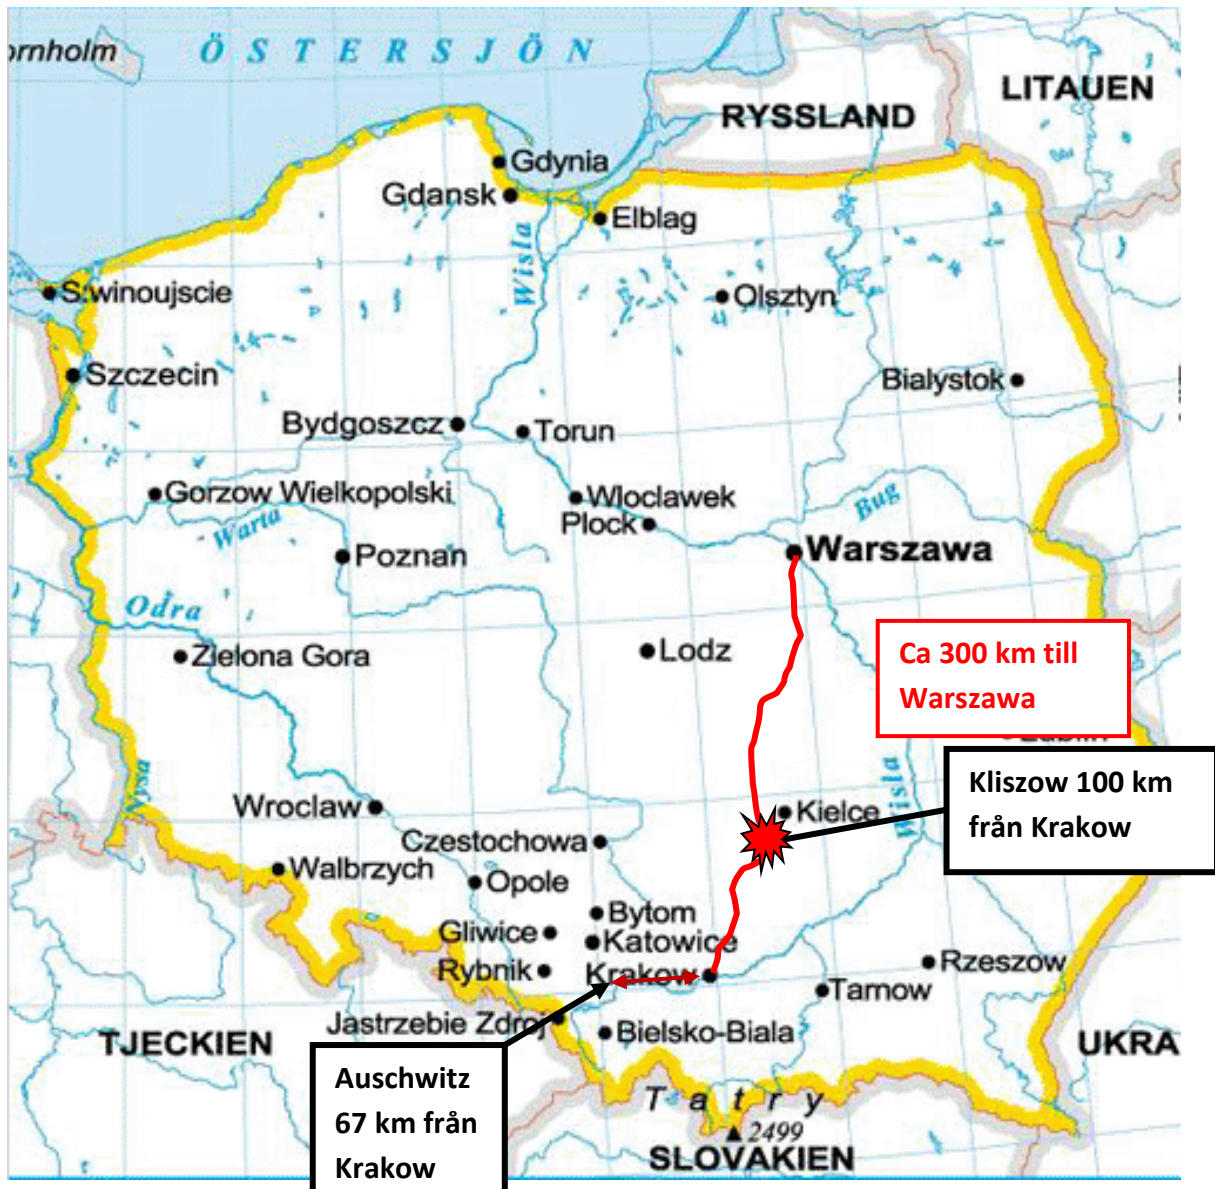 ornholm
ÖSTERSJÖN
LITAUEN
RYSSLAND
Gdynia
Gdansk
Elblag
Wisla
S:winoujscie
Olsztyn
Szczecin
Bialystok
Bydgoszcz
Torun
Gorzow Wielkopolski
Wloclawek
Plock
Bug
Warta
Poznan
Warszawa
Odra
Zielona Gora
Lodz
Ca 300 km till
Warszawa
Lublin
Nysa
Wisla
Kliszow 100 km
från Krakow
Wroclaw
Kielce
Czestochowa
Walbrzych
Opole
Bytom
Gliwice
Katowice
Rybnik
Krakow
Rzeszow
Tarnow
Jastrzebie Zdroj
Bielsko-Biala
TJECKIEN
UKRA
Auschwitz
67 km från
Krakow
Tatry
2499
SLOVAKIEN